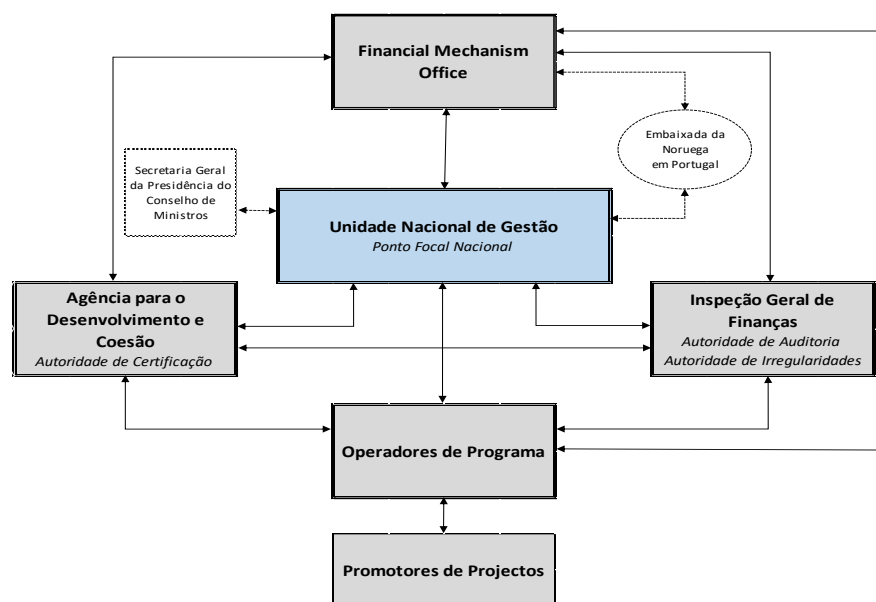 Financial Mechanism
Office
Embaixada da
Noruega
em Portugal
Secretaria Geral
da Presidência do
Conselho de
Ministros
Unidade Nacional de Gestão
Ponto Focal Nacional
Agência para o
Desenvolvimento e
Coesão
Autoridade de Certificação
Inspeção Geral de
Finanças
Autoridade de Auditoria
Autoridade de Irregularidades
Operadores de Programa
Promotores de Projectos